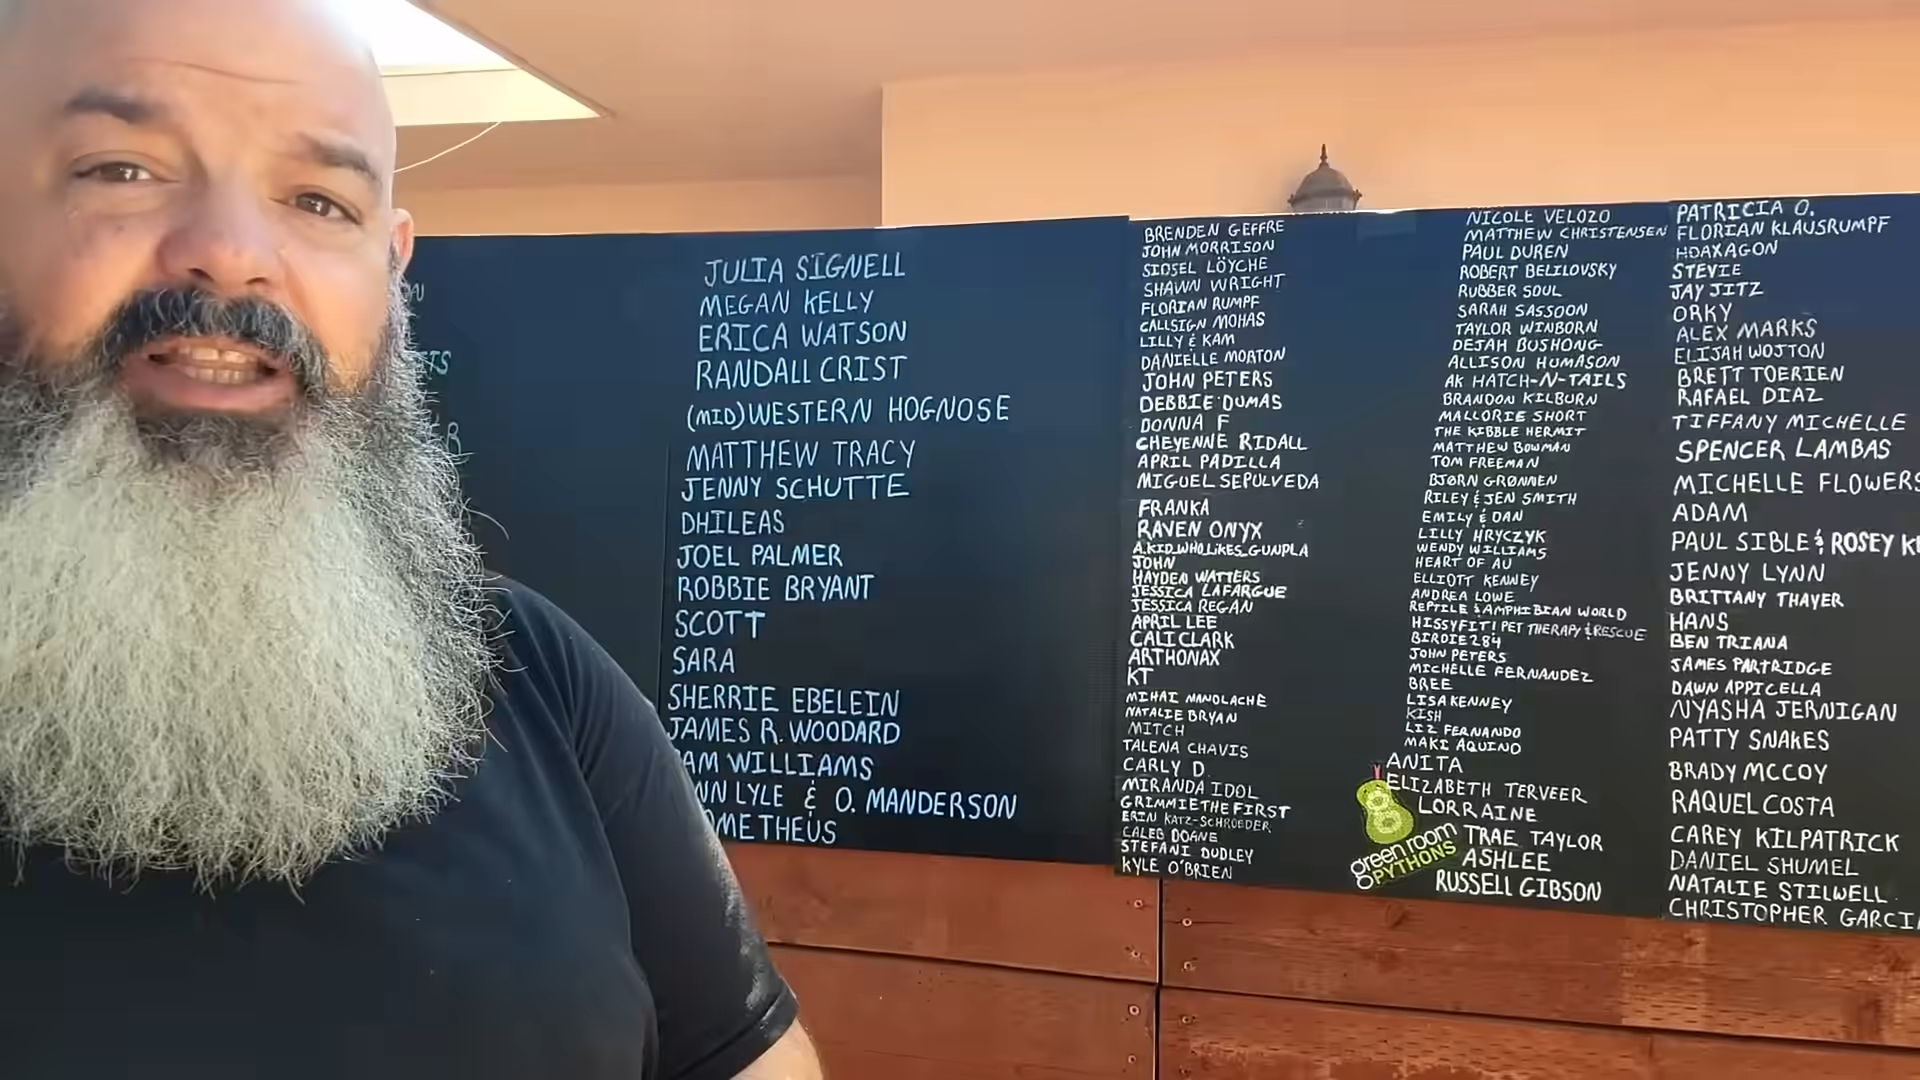 JULIA SIGNELL
MEGAN KELLY
ERICA WATSON
RANDALL CRIST
(MID)WESTERN HOGNOSE
MATTHEW TRACY
JENNY SCHUTTE
DHILEAS
JOEL PALMER
ROBBIE BRYANT
SCOTT
SARA
SHERRIE EBELEIN
JAMES R. WOODARD
AM WILLIAMS
NN LYLE & O. MANDERSON
OMETHEUS
BRENDEN GEFFRE
JOHN MORRISON
SIDSEL LÖYCHE
SHAWN WRIGHT
FLORIAN RUMPF
CALLSIGN MOHAS
LILLY & KAM
DANIELLE MORTON
JOHN PETERS
DEBBIE DUMAS
DONNA F
CHEYENNE RIDALL
APRIL PADILLA
MIGUEL SEPULVEDA
FRANKA
RAVEN ONYX
A.KID_WHOLIKES_GUNPLA
JOHN
HAYDEN WATTERS
JESSICA LAFARGUE
JESSICA REGAN
APRIL LEE
CALI CLARK
ARTHONAX
KT
MIHAI MANOLACHE
NATALIE BRYAN
MITCH
TALENA CHAVIS
CARLY D.
MIRANDA IDOL
GRIMMIETHEFIRST
ERIN KATZ-SCHROEDER
CALEB DOANE
STEFANI DUDLEY
KYLE O'BRIEN
NICOLE VELOZO
MATTHEW CHRISTENSEN
PAUL DUREN
ROBERT BELILOVSKY
RUBBER SOUL
SARAH SASSOON
TAYLOR WINBORN
DEJAH BUSHONG
ALLISON HOMASON
AK HATCH-N-TAILS
BRANDON KILBURN
MALLORIE SHORT
THE KIBBLE HERMIT
MATTHEW BOWMAN
TOM FREEMAN
BJØRN GRØNNEN
RILEY & JEN SMITH
EMILY & DAN
LILLY HRYCZYK
WENDY WILLIAMS
HEART OF AU
ELLIOTT KENNEY
ANDREA LOWE
REPTILE & AMPHIBIAN WORLD
HISSYFIT! PET THERAPY & RESCUE
BIRDIE284
JOHN PETERS
MICHELLE FERNANDEZ
BREE
LISA KENNEY
KISH
LIZ FERNANDO
MAKI AQUINO
ANITA
ELIZABETH TERVEER
LORRAINE
TRAE TAYLOR
ASHLEE
RUSSELL GIBSON
green room
PYTHONS
PATRICIA O.
FLORIAN KLAUSRUMPF
HOAXAGON
STEVIE
JAY JITZ
ORKY
ALEX MARKS
ELIJAH WOJTON
BRETT TOERIEN
RAFAEL DIAZ
TIFFANY MICHELLE
SPENCER LAMBAS
MICHELLE FLOWERS
ADAM
PAUL SIBLE & ROSEY
JENNY LYNN
BRITTANY THAYER
HANS
BEN TRIANA
JAMES PARTRIDGE
DAWN APPICELLA
NYASHA JERNIGAN
PATTY SNAKES
BRADY MCCOY
RAQUEL COSTA
CAREY KILPATRICK
DANIEL SHUMEL
NATALIE STILWELL
CHRISTOPHER GARCI